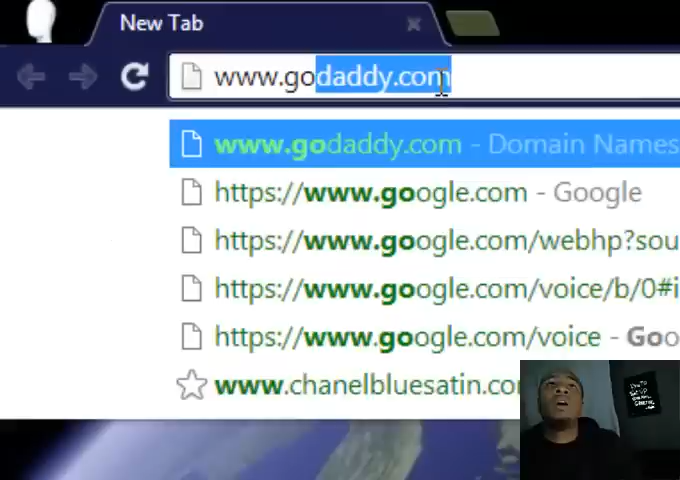 New Tab
www.godaddy.com
www.godaddy.com - Domain Names
https://www.google.com - Google
https://www.google.com/webhp?sou
https://www.google.com/voice/b/0#i
https://www.google.com/voice - Goo
www.chanelbluesatin.co